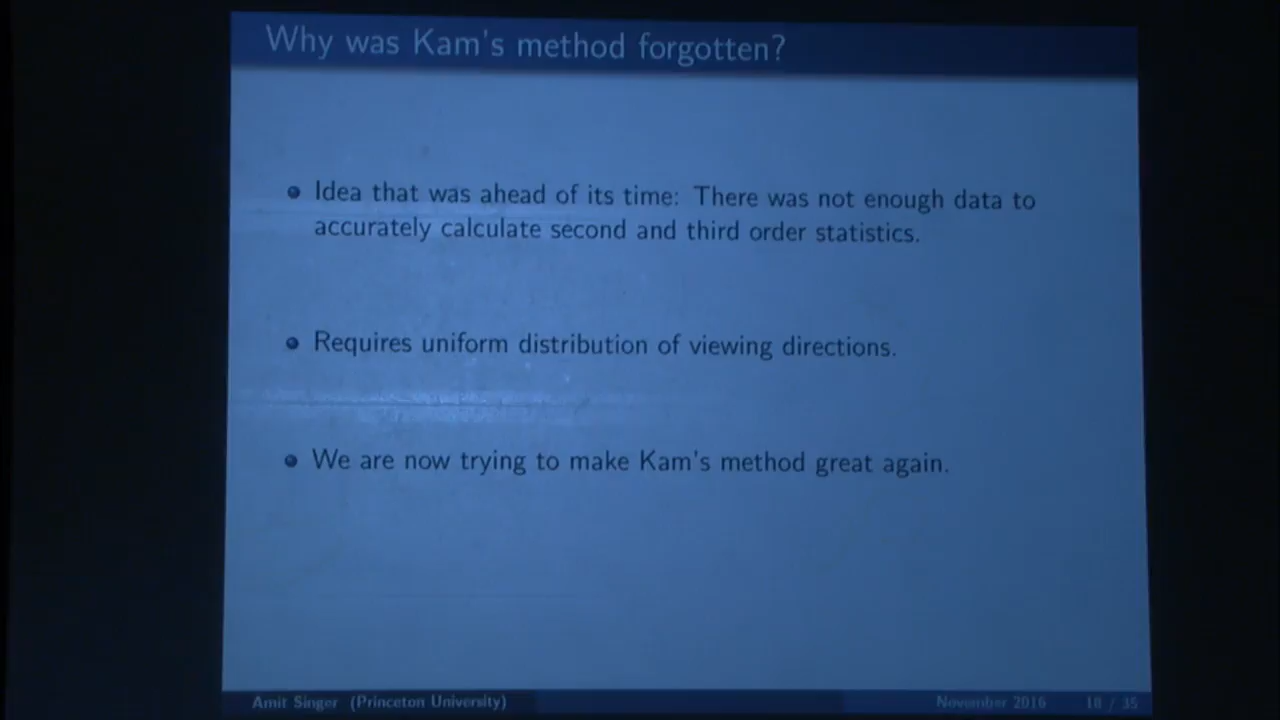 Why was Kam's method forgotten?
Idea that was ahead of its time: There was not enough data to
accurately calculate second and third order statistics.
Requires uniform distribution of viewing directions.
We are now trying to make Kam's method great again.
Amit Singer (Princeton University)
November 2016
18 / 35